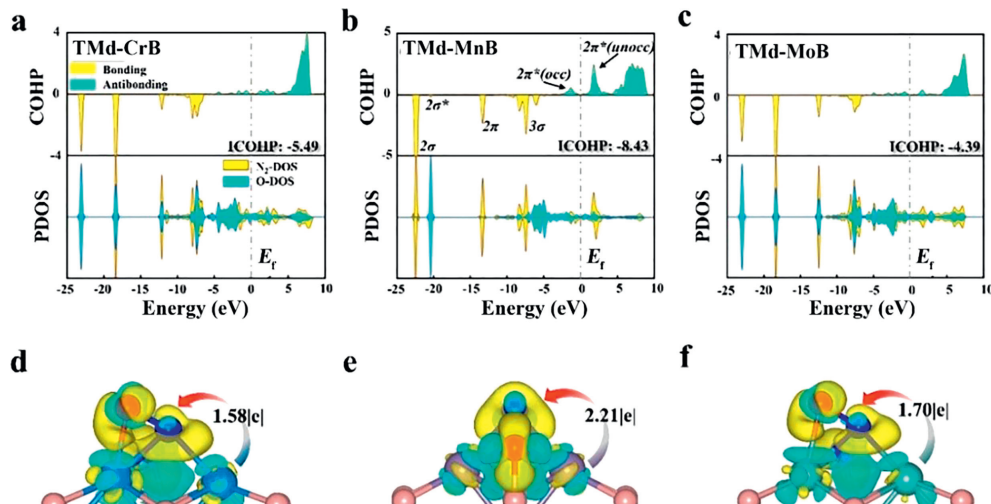 a
b
c
TMd-CrB
Bonding
Antibonding
4
COHP
0
-4
ICOHP: -5.49
N₂-DOS
O-DOS
PDOS
E_f
-25 -20 -15 -10 -5 0 5 10
Energy (eV)
TMd-MnB
5
COHP
0
-5
2π*(unocc)
2π*(occ)
2σ*
2π
3σ
2σ
ICOHP: -8.43
PDOS
E_f
-25 -20 -15 -10 -5 0 5 10
Energy (eV)
TMd-MoB
4
COHP
0
-4
ICOHP: -4.39
PDOS
E_f
-25 -20 -15 -10 -5 0 5 10
Energy (eV)
d
1.58|e|
e
2.21|e|
f
1.70|e|